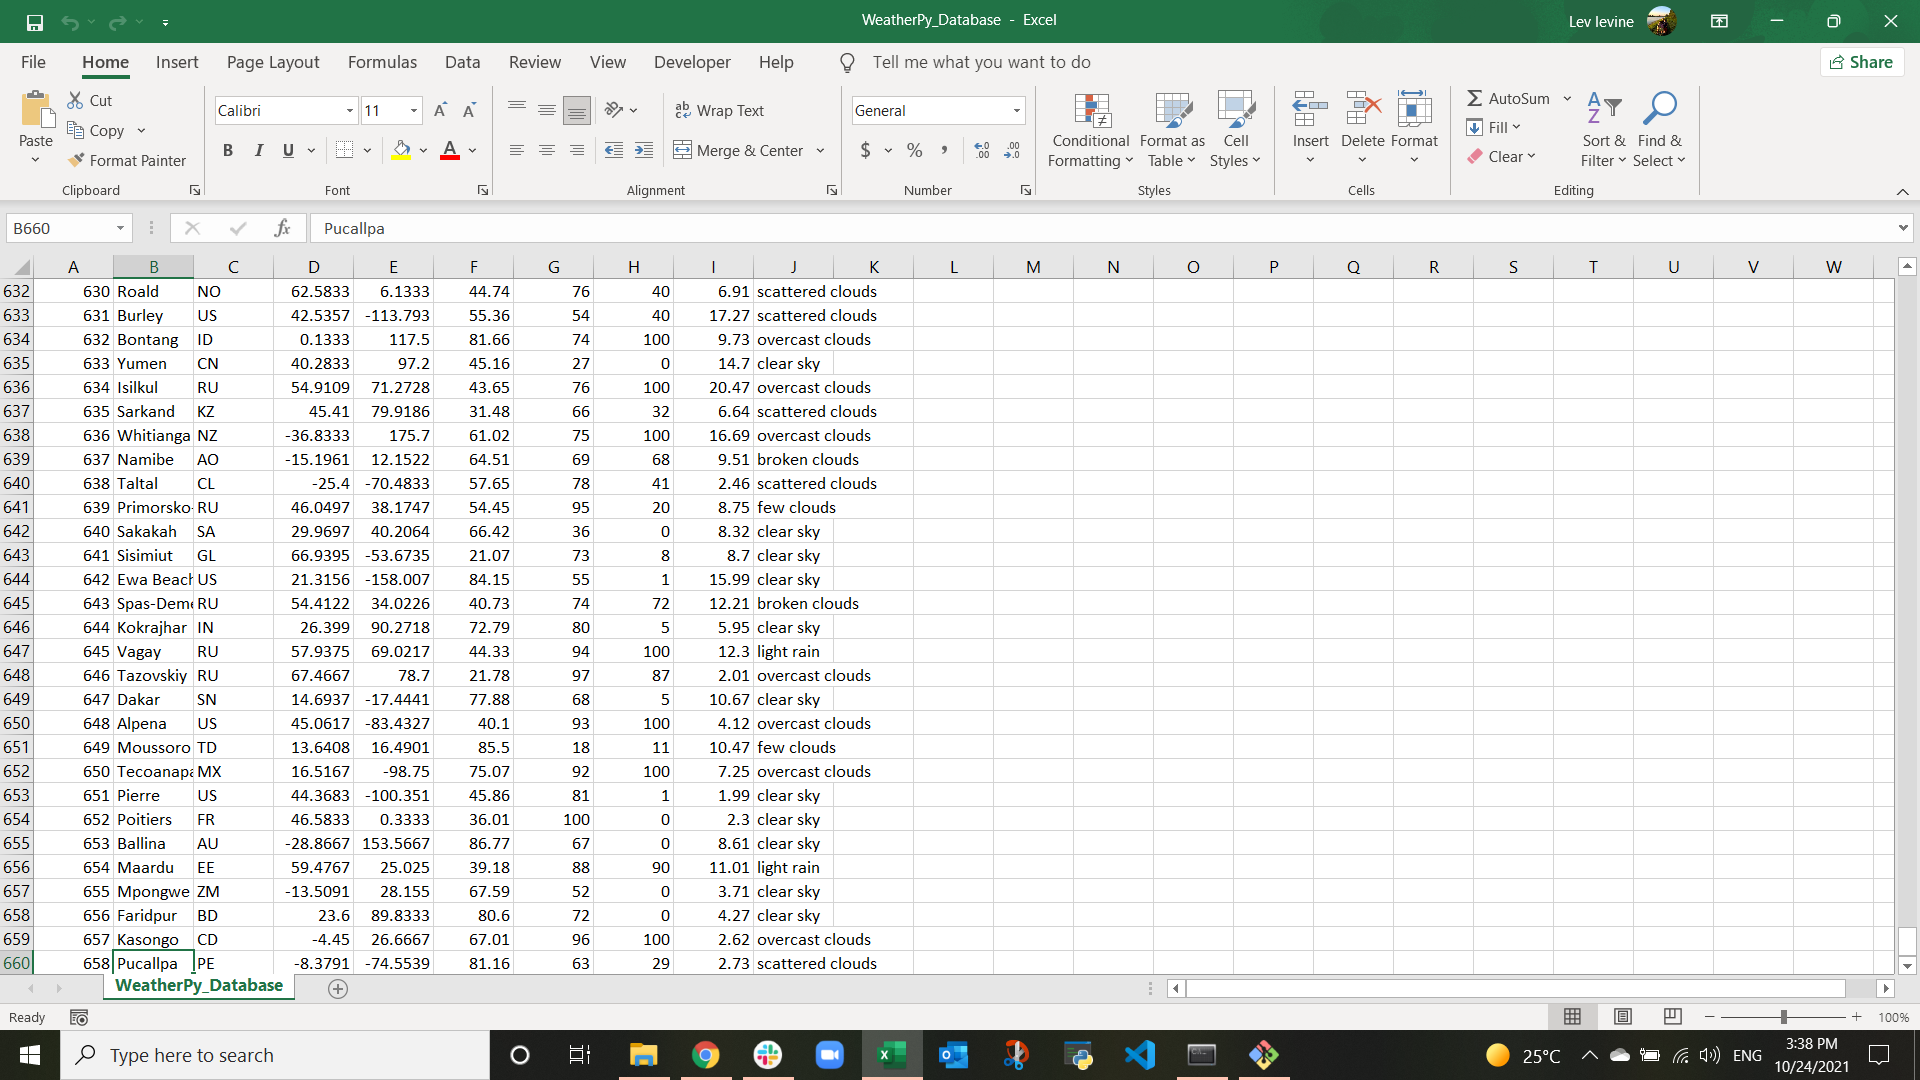 WeatherPy_Database - Excel
Lev Ievine
File Home Insert Page Layout Formulas Data Review View Developer Help Tell me what you want to do Share
Paste
Cut
Copy
Format Painter
Clipboard
Calibri 11
B I U A
Font
ab Wrap Text
Merge & Center
Alignment
General
$ % ,
Number
Conditional Formatting
Format as Table
Cell Styles
Styles
Insert Delete Format
Cells
AutoSum
Fill
Clear
Sort & Filter
Find & Select
Editing
B660 fx Pucallpa
A B C D E F G H I J K L M N O P Q R S T U V W
632 630 Roald NO 62.5833 6.1333 44.74 76 40 6.91 scattered clouds
633 631 Burley US 42.5357 -113.793 55.36 54 40 17.27 scattered clouds
634 632 Bontang ID 0.1333 117.5 81.66 74 100 9.73 overcast clouds
635 633 Yumen CN 40.2833 97.2 45.16 27 0 14.7 clear sky
636 634 Isilkul RU 54.9109 71.2728 43.65 76 100 20.47 overcast clouds
637 635 Sarkand KZ 45.41 79.9186 31.48 66 32 6.64 scattered clouds
638 636 Whitianga NZ -36.8333 175.7 61.02 75 100 16.69 overcast clouds
639 637 Namibe AO -15.1961 12.1522 64.51 69 68 9.51 broken clouds
640 638 Taltal CL -25.4 -70.4833 57.65 78 41 2.46 scattered clouds
641 639 Primorsko- RU 46.0497 38.1747 54.45 95 20 8.75 few clouds
642 640 Sakakah SA 29.9697 40.2064 66.42 36 0 8.32 clear sky
643 641 Sisimiut GL 66.9395 -53.6735 21.07 73 8 8.7 clear sky
644 642 Ewa Beach US 21.3156 -158.007 84.15 55 1 15.99 clear sky
645 643 Spas-Deme RU 54.4122 34.0226 40.73 74 72 12.21 broken clouds
646 644 Kokrajhar IN 26.399 90.2718 72.79 80 5 5.95 clear sky
647 645 Vagay RU 57.9375 69.0217 44.33 94 100 12.3 light rain
648 646 Tazovskiy RU 67.4667 78.7 21.78 97 87 2.01 overcast clouds
649 647 Dakar SN 14.6937 -17.4441 77.88 68 5 10.67 clear sky
650 648 Alpena US 45.0617 -83.4327 40.1 93 100 4.12 overcast clouds
651 649 Moussoro TD 13.6408 16.4901 85.5 18 11 10.47 few clouds
652 650 Tecoanapa MX 16.5167 -98.75 75.07 92 100 7.25 overcast clouds
653 651 Pierre US 44.3683 -100.351 45.86 81 1 1.99 clear sky
654 652 Poitiers FR 46.5833 0.3333 36.01 100 0 2.3 clear sky
655 653 Ballina AU -28.8667 153.5667 86.77 67 0 8.61 clear sky
656 654 Maardu EE 59.4767 25.025 39.18 88 90 11.01 light rain
657 655 Mpongwe ZM -13.5091 28.155 67.59 52 0 3.71 clear sky
658 656 Faridpur BD 23.6 89.8333 80.6 72 0 4.27 clear sky
659 657 Kasongo CD -4.45 26.6667 67.01 96 100 2.62 overcast clouds
660 658 Pucallpa PE -8.3791 -74.5539 81.16 63 29 2.73 scattered clouds
WeatherPy_Database
Ready
100%
Type here to search
25°C ENG
3:38 PM
10/24/2021